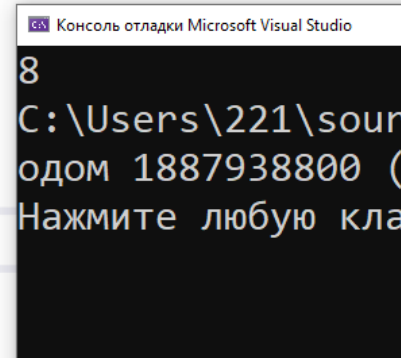 Консоль отладки Microsoft Visual Studio
8
C:\Users\221\sour
одом 1887938800 (
Нажмите любую кла